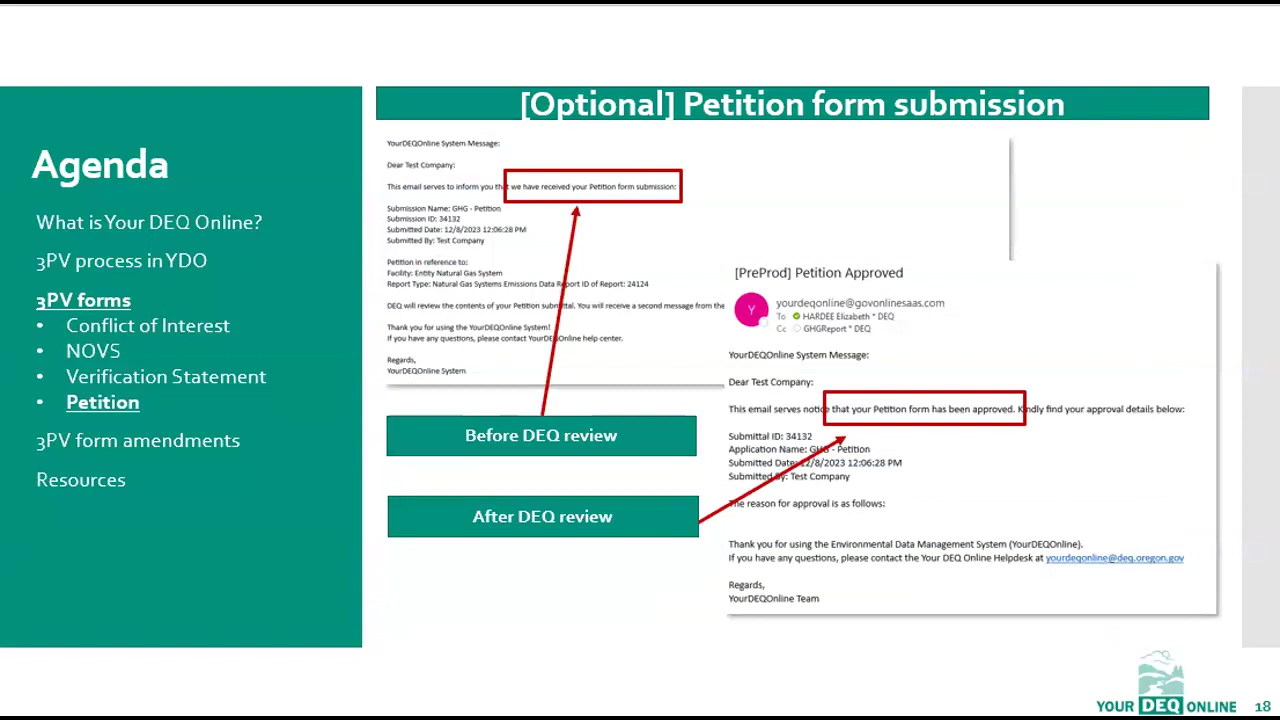 [Optional] Petition form submission
Agenda
What is Your DEQ Online?
3PV process in YDO
3PV forms
• Conflict of Interest
• NOVS
• Verification Statement
• Petition
3PV form amendments
Resources
YourDEQOnline System Message:
Dear Test Company:
This email serves to inform you that we have received your Petition form submission:
Submission Name: GHG - Petition
Submission ID: 34132
Submitted Date: 12/8/2023 12:06:28 PM
Submitted By: Test Company
Petition in reference to:
Facility: Entity Natural Gas System
Report Type: Natural Gas Systems Emissions Data Report ID of Report: 24124
DEQ will review the contents of your Petition submittal. You will receive a second message from the
Thank you for using the YourDEQOnline System!
If you have any questions, please contact YourDEQOnline help center.
Regards,
YourDEQOnline System
Before DEQ review
After DEQ review
[PreProd] Petition Approved
Y
yourdeqonline@govonlinesaas.com
To HARDEE Elizabeth * DEQ
Cc GHGReport * DEQ
YourDEQOnline System Message:
Dear Test Company:
This email serves notice that your Petition form has been approved. Kindly find your approval details below:
Submittal ID: 34132
Application Name: GHG - Petition
Submitted Date: 12/8/2023 12:06:28 PM
Submitted By: Test Company
The reason for approval is as follows:
Thank you for using the Environmental Data Management System (YourDEQOnline).
If you have any questions, please contact the Your DEQ Online Helpdesk at yourdeqonline@deq.oregon.gov
Regards,
YourDEQOnline Team
YOUR DEQ ONLINE
18